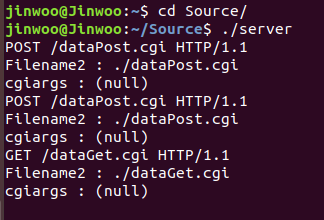 jinwoo@Jinwoo:~$ cd Source/
jinwoo@Jinwoo:~/Source$ ./server
POST /dataPost.cgi HTTP/1.1
Filename2 : ./dataPost.cgi
cgiargs : (null)
POST /dataPost.cgi HTTP/1.1
Filename2 : ./dataPost.cgi
cgiargs : (null)
GET /dataGet.cgi HTTP/1.1
Filename2 : ./dataGet.cgi
cgiargs : (null)